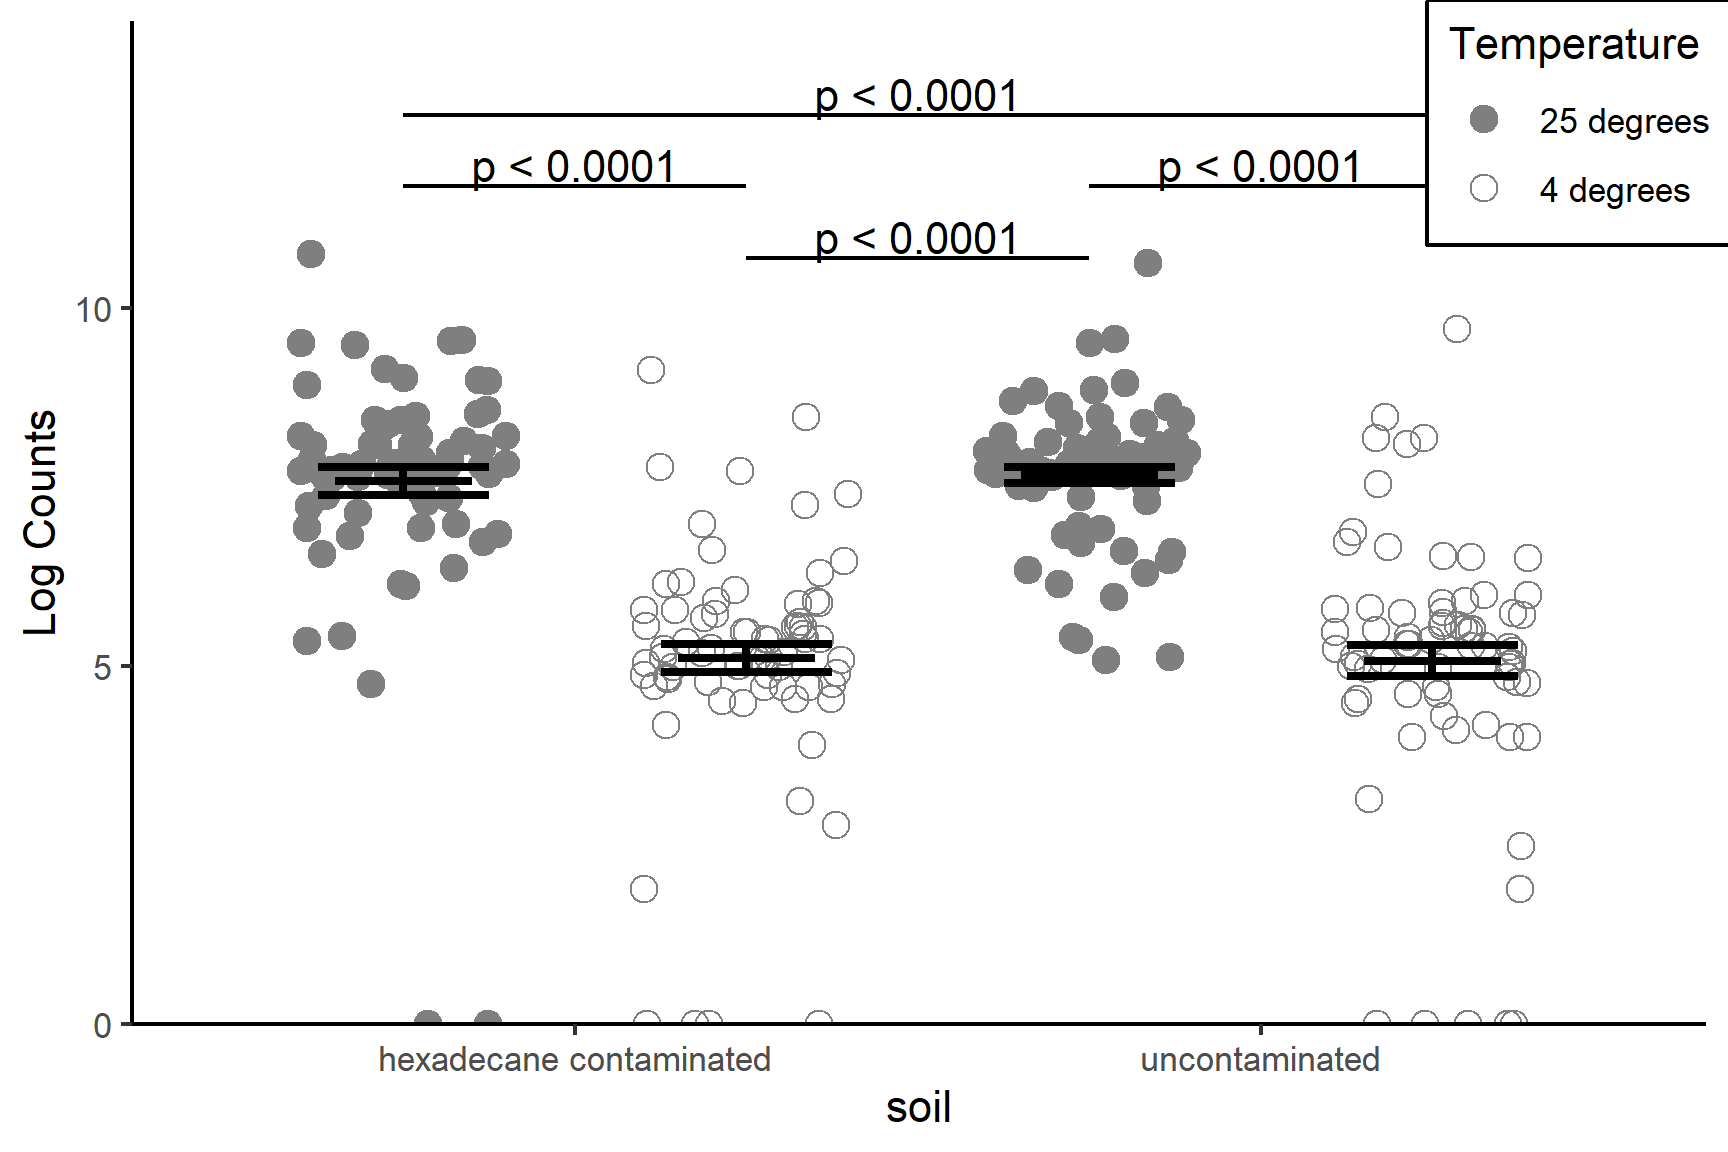 Temperature
25 degrees
4 degrees
p < 0.0001
p < 0.0001
p < 0.0001
p < 0.0001
10
5
0
Log Counts
hexadecane contaminated
uncontaminated
soil